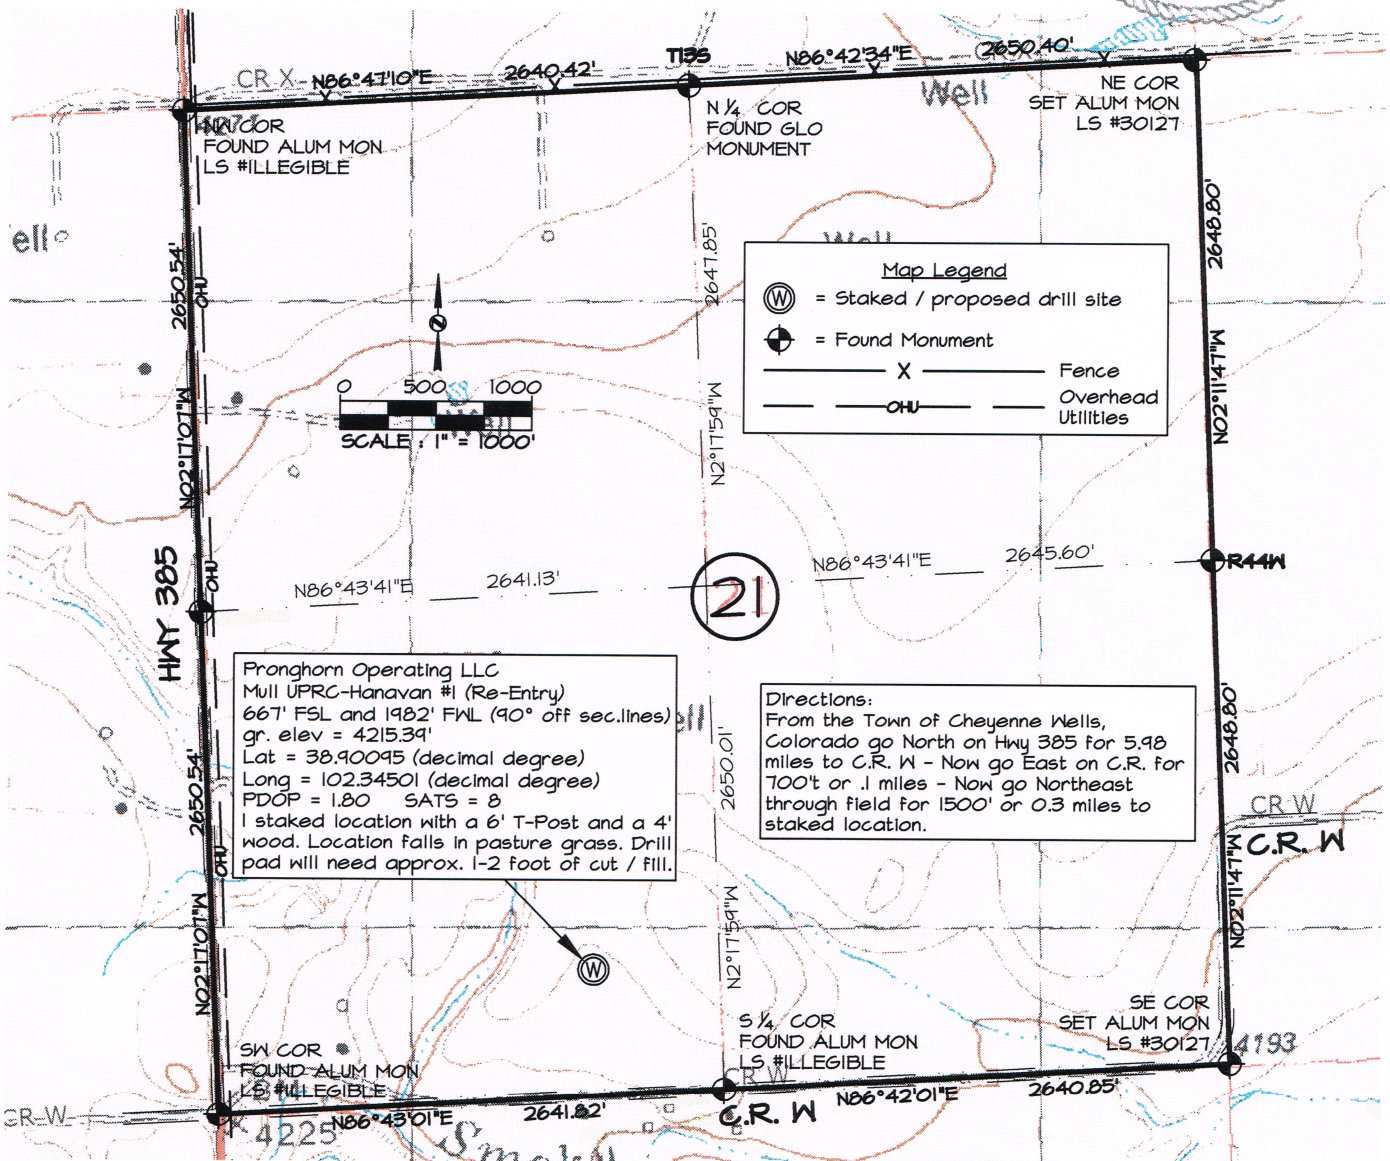 T13S
CR X
N86°47'10"E
2640.42'
N86°42'34"E
CR X
2650.40'
NW COR
FOUND ALUM MON
LS #ILLEGIBLE
N ¼ COR
FOUND GLO
MONUMENT
Well
NE COR
SET ALUM MON
LS #30127
ell
Well
2650.54'
OHU
2647.85'
2648.80'
Map Legend
W = Staked / proposed drill site
= Found Monument
X Fence
OHU Overhead
Utilities
N
0 500 1000
Well
SCALE : 1" = 1000'
N02°17'07"W
N2°17'59"W
N02°11'47"W
HWY 385
OHU
N86°43'41"E
2641.13'
21
21
N86°43'41"E
2645.60'
R44W
Pronghorn Operating LLC
Mull UPRC-Hanavan #1 (Re-Entry)
667' FSL and 1982' FWL (90° off sec.lines)
gr. elev = 4215.39'
Lat = 38.90095 (decimal degree)
Long = 102.34501 (decimal degree)
PDOP = 1.80 SATS = 8
I staked location with a 6' T-Post and a 4'
wood. Location falls in pasture grass. Drill
pad will need approx. 1-2 foot of cut / fill.
ell
Directions:
From the Town of Cheyenne Wells,
Colorado go North on Hwy 385 for 5.98
miles to C.R. W - Now go East on C.R. for
700'± or .1 miles - Now go Northeast
through field for 1500' or 0.3 miles to
staked location.
2650.54'
OHU
2650.01'
2648.80'
CR W
C.R. W
N02°17'07"W
N2°17'59"W
N02°11'47"W
W
SW COR
FOUND ALUM MON
LS #ILLEGIBLE
S ¼ COR
FOUND ALUM MON
LS #ILLEGIBLE
SE COR
SET ALUM MON
LS #30127
4193
CR W
CR W
4225
N86°43'01"E
2641.82'
C.R. W
N86°42'01"E
2640.85'
Smoky